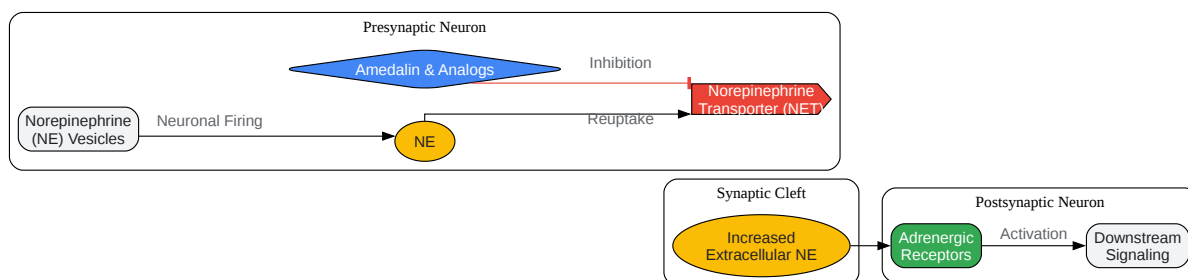 Presynaptic Neuron
Amedalin & Analogs
Inhibition
Norepinephrine
Transporter (NET)
Norepinephrine
(NE) Vesicles
Neuronal Firing
NE
Reuptake
Synaptic Cleft
Increased
Extracellular NE
Postsynaptic Neuron
Adrenergic
Receptors
Activation
Downstream
Signaling